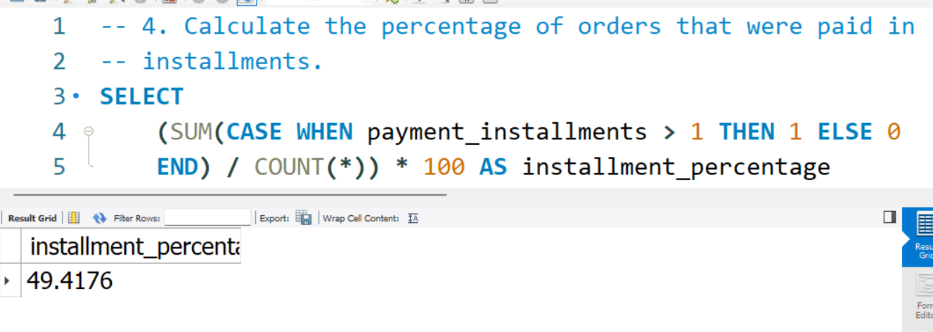 1 -- 4. Calculate the percentage of orders that were paid in
2 -- installments.
3 SELECT
4 (SUM(CASE WHEN payment_installments > 1 THEN 1 ELSE 0
5 END) / COUNT(*)) * 100 AS installment_percentage
Result Grid Filter Rows: Export: Wrap Cell Content:
installment_percenta
49.4176
Resu
Grid
Form
Edito